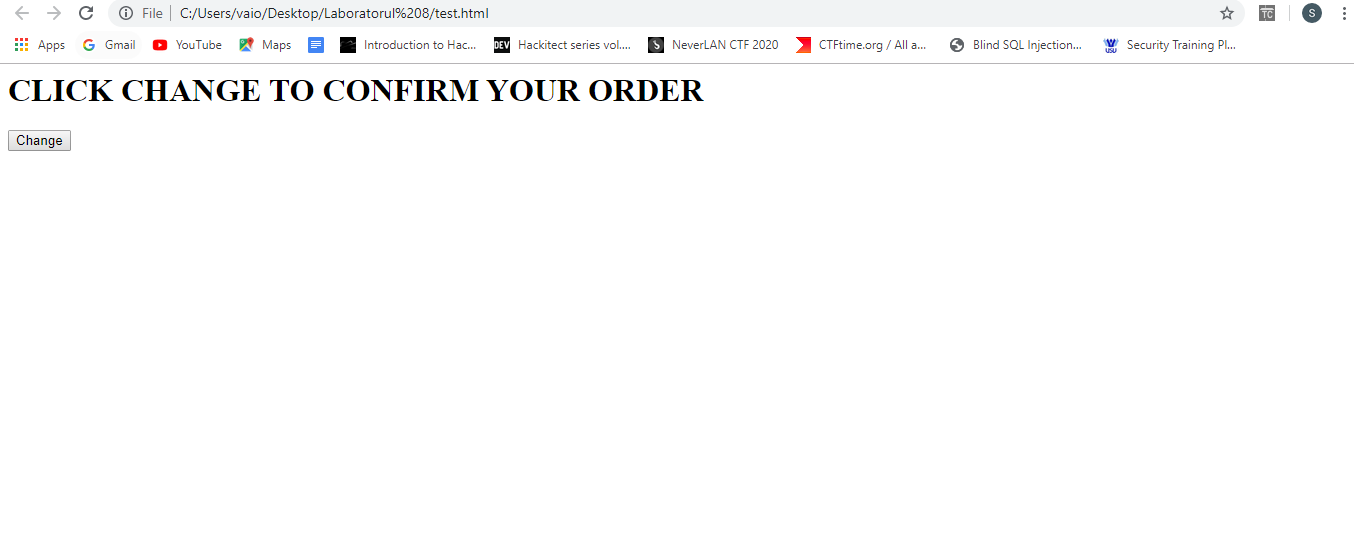 File C:/Users/vaio/Desktop/Laboratorul%208/test.html TC S
Apps Gmail YouTube Maps Introduction to Hac... DEV Hackitect series vol.... NeverLAN CTF 2020 CTFtime.org / All a... Blind SQL Injection... USU Security Training Pl...
CLICK CHANGE TO CONFIRM YOUR ORDER
Change